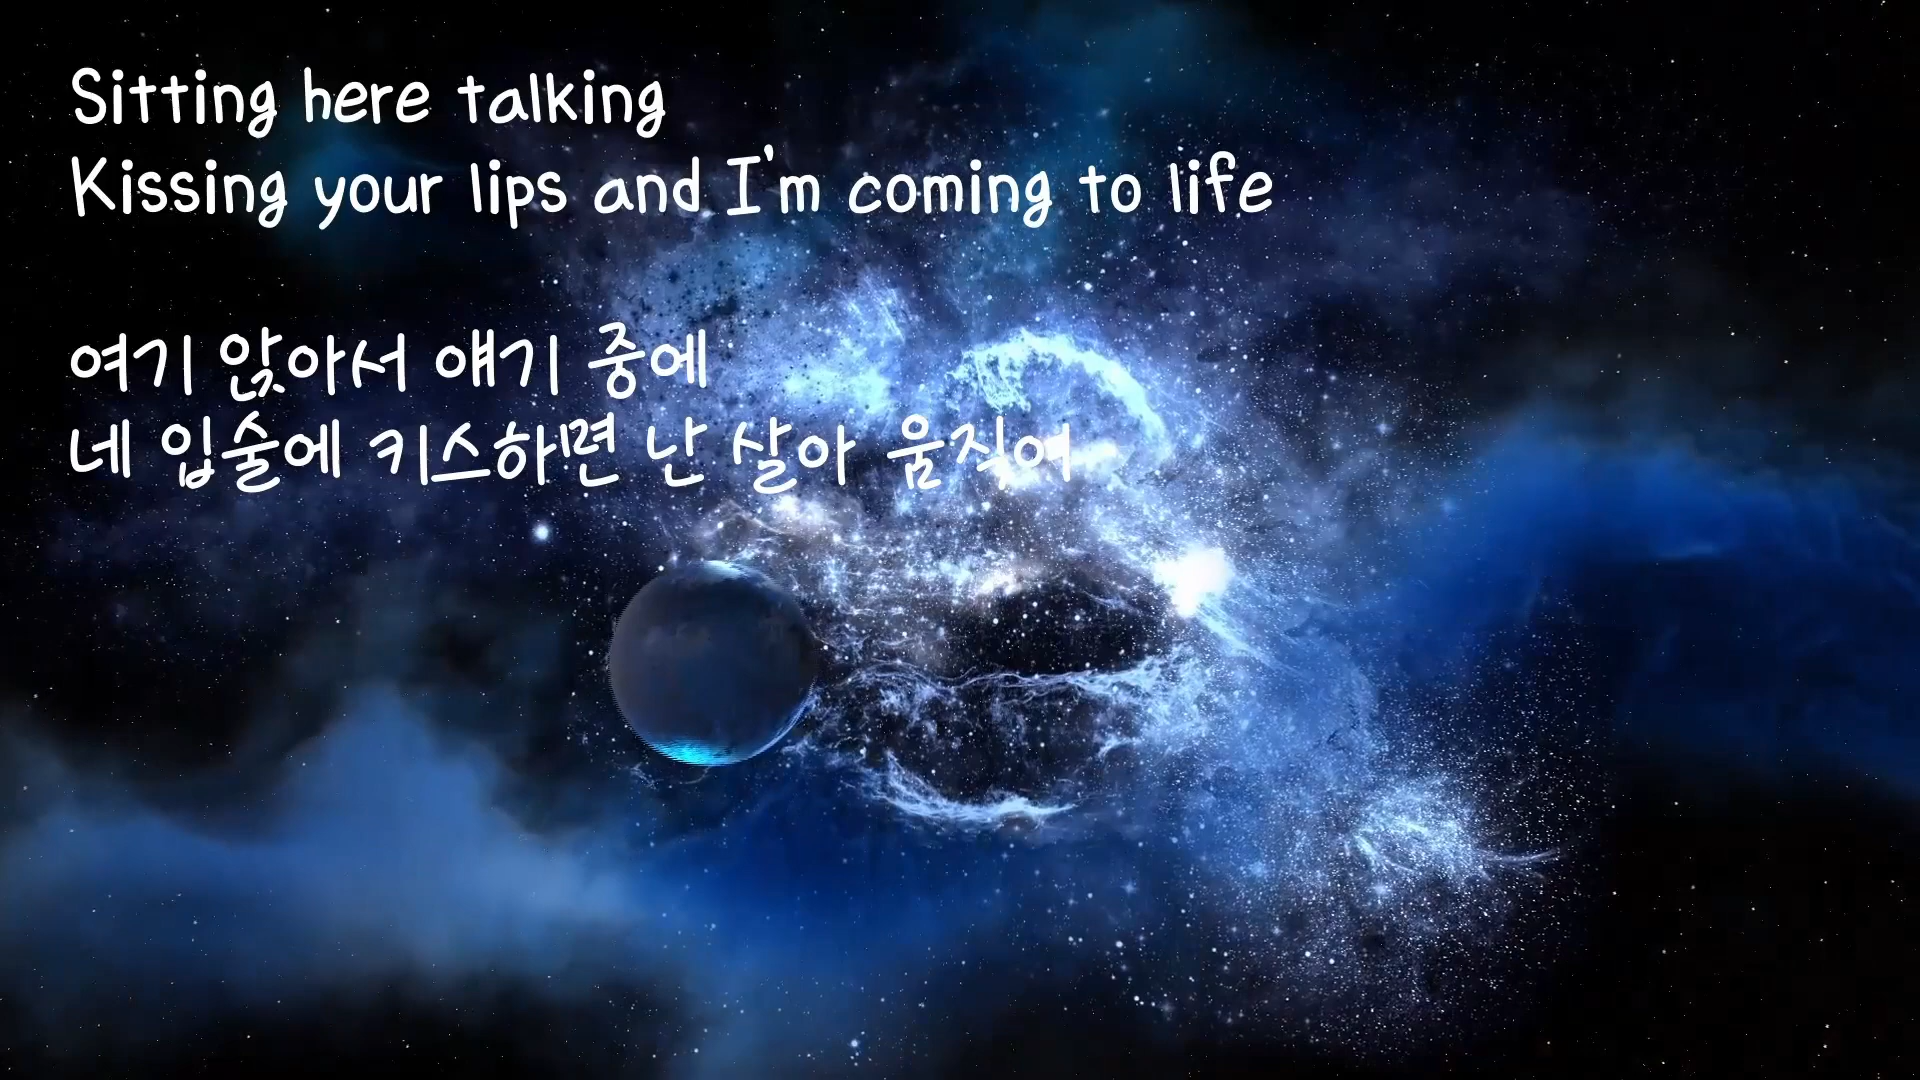 Sitting here talking
Kissing your lips and I'm coming to life
여기 앉아서 얘기 중에
네 입술에 키스하면 난 살아 움직여